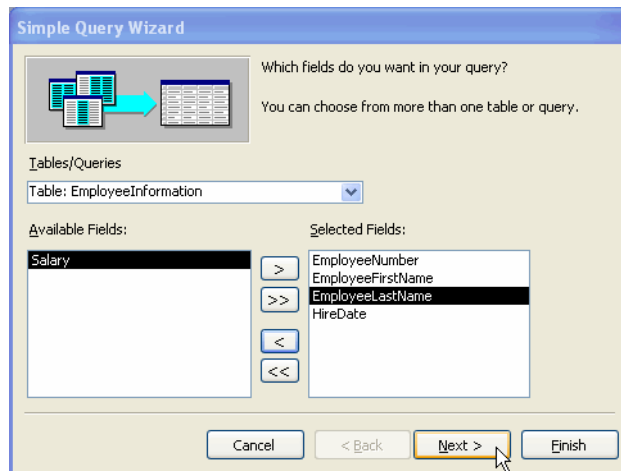 Simple Query Wizard
Which fields do you want in your query?
You can choose from more than one table or query.
Tables/Queries
Table: EmployeeInformation
Available Fields:
Selected Fields:
Salary
>
>>
<
<<
EmployeeNumber
EmployeeFirstName
EmployeeLastName
HireDate
Cancel
< Back
Next >
Finish